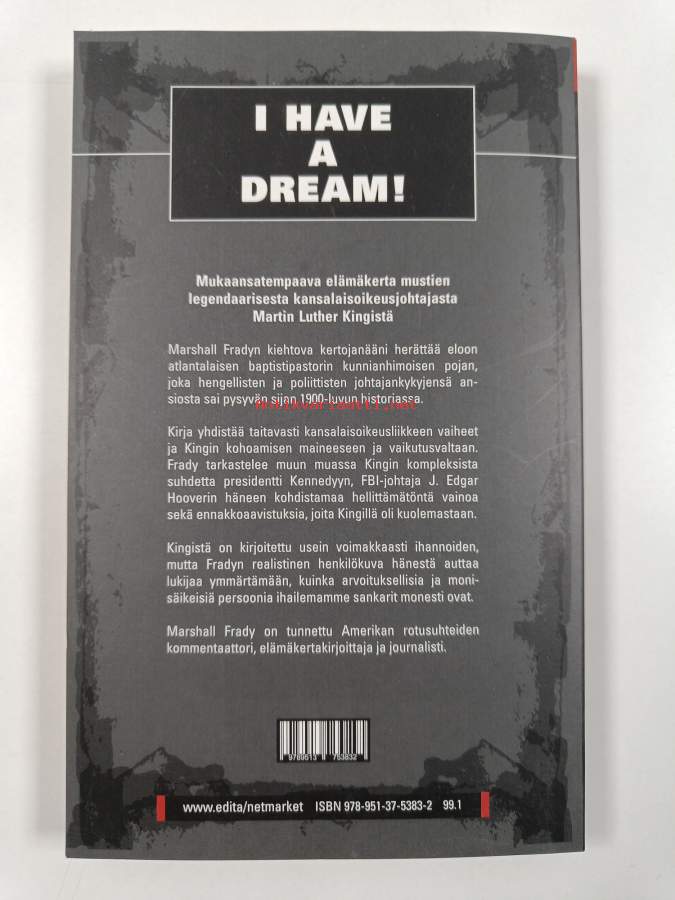 I HAVE
A
DREAM!
Mukaansatempaava elämäkerta mustien
legendaarisesta kansalaisoikeusjohtajasta
Martin Luther Kingistä
Marshall Fradyn kiehtova kertojanääni herättää eloon
atlantalaisen baptistipastorin kunnianhimoisen pojan,
joka hengellisten ja poliittisten johtajankykyjensä an-
siosta sai pysyvän sijan 1900-luvun historiassa.
Antikvariaatti.net
Kirja yhdistää taitavasti kansalaisoikeusliikkeen vaiheet
ja Kingin kohoamisen maineeseen ja vaikutusvaltaan.
Frady tarkastelee muun muassa Kingin kompleksista
suhdetta presidentti Kennedyyn, FBI-johtaja J. Edgar
Hooverin häneen kohdistamaa hellittämätöntä vainoa
sekä ennakkoaavistuksia, joita Kingillä oli kuolemastaan.
Kingistä on kirjoitettu usein voimakkaasti ihannoiden,
mutta Fradyn realistinen henkilökuva hänestä auttaa
lukijaa ymmärtämään, kuinka arvoituksellisia ja moni-
säikeisiä persoonia ihailemamme sankarit monesti ovat.
Marshall Frady on tunnettu Amerikan rotusuhteiden
kommentaattori, elämäkertakirjoittaja ja journalisti.
9789513 753832
www.edita/netmarket ISBN 978-951-37-5383-2 99.1